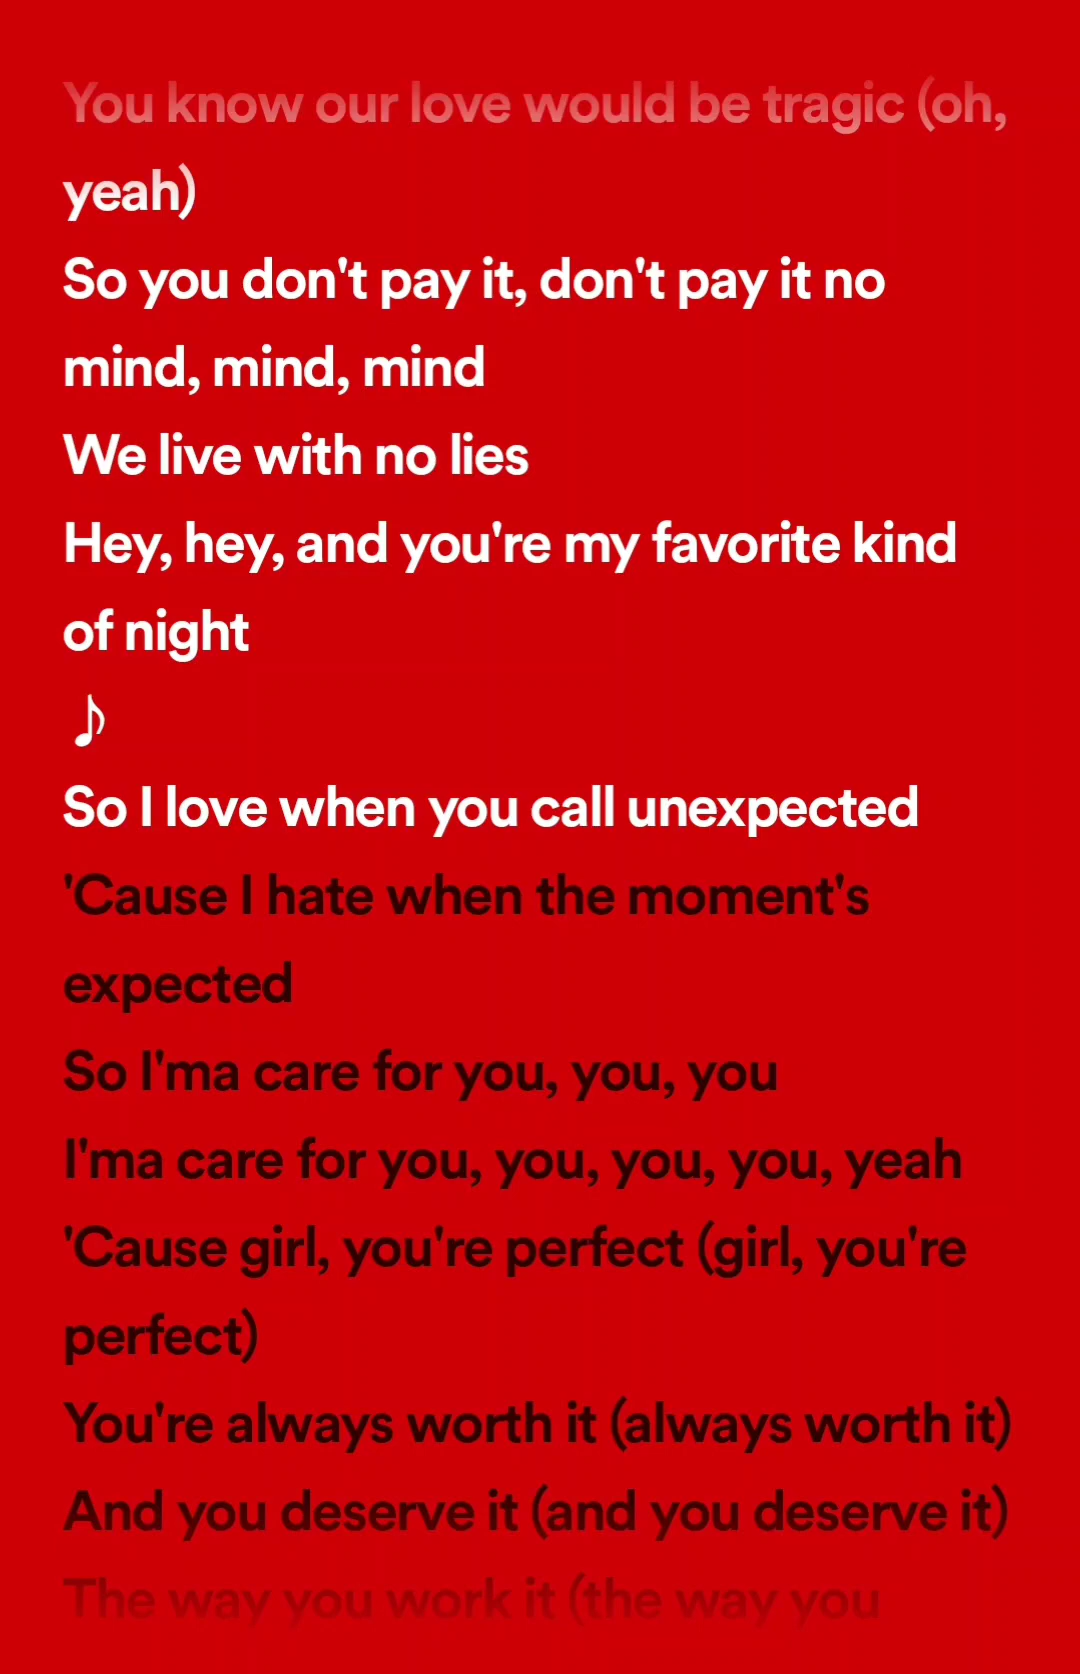 You know our love would be tragic (oh,
yeah)
So you don't pay it, don't pay it no
mind, mind, mind
We live with no lies
Hey, hey, and you're my favorite kind
of night
♪
So I love when you call unexpected
'Cause I hate when the moment's
expected
So I'ma care for you, you, you
I'ma care for you, you, you, you, yeah
'Cause girl, you're perfect (girl, you're
perfect)
You're always worth it (always worth it)
And you deserve it (and you deserve it)
The way you work it (the way you